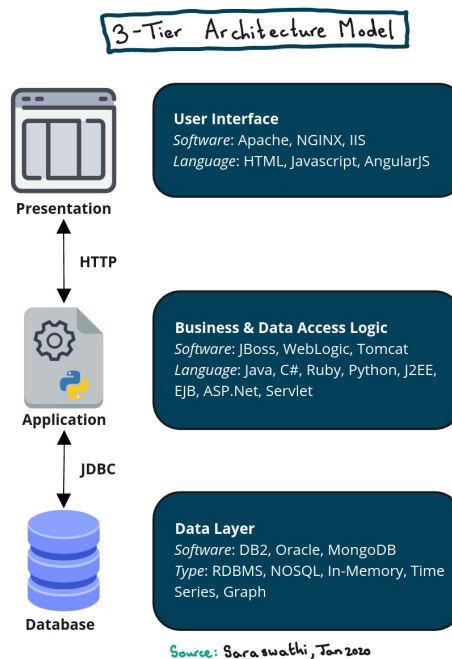 3-Tier Architecture Model
User Interface
Software: Apache, NGINX, IIS
Language: HTML, Javascript, AngularJS
Presentation
HTTP
Business & Data Access Logic
Software: JBoss, WebLogic, Tomcat
Language: Java, C#, Ruby, Python, J2EE,
EJB, ASP.Net, Servlet
Application
JDBC
Data Layer
Software: DB2, Oracle, MongoDB
Type: RDBMS, NOSQL, In-Memory, Time
Series, Graph
Database
Source: Saraswathi, Jan 2020